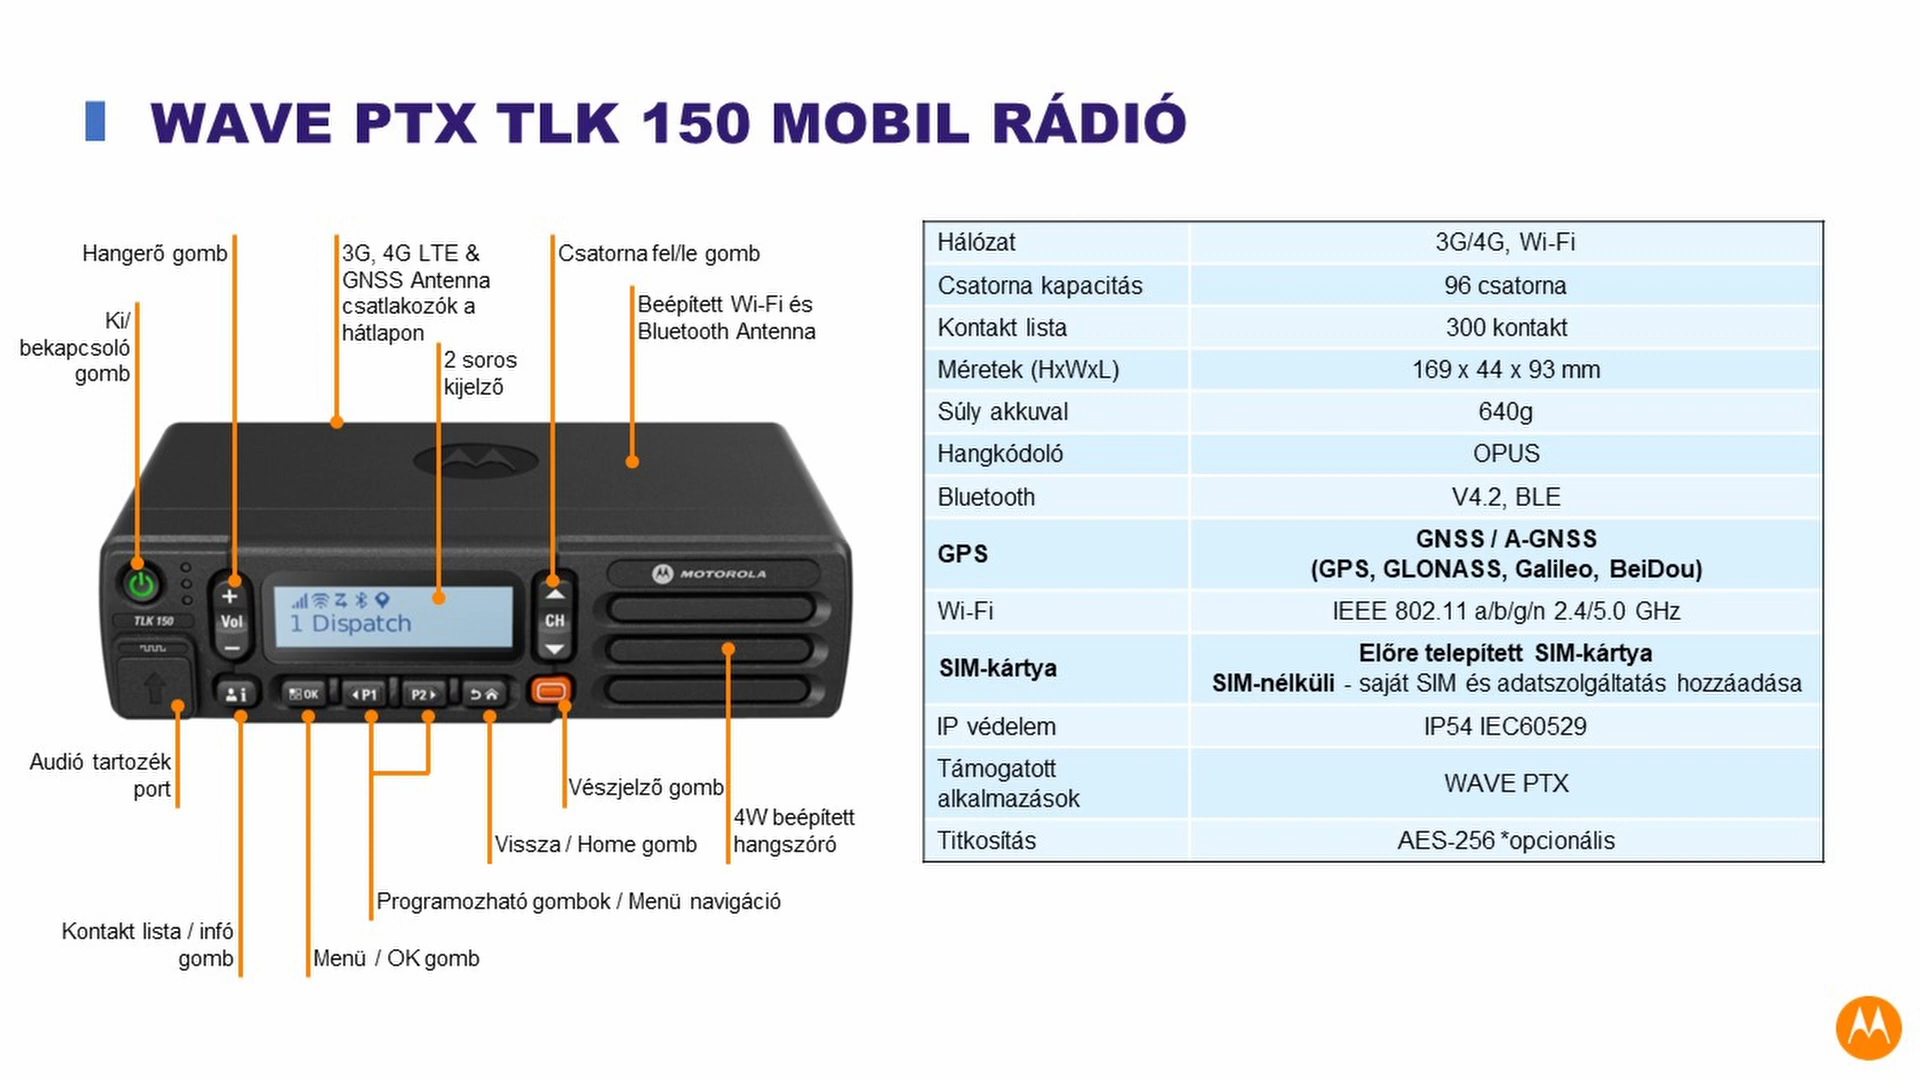 WAVE PTX TLK 150 MOBIL RÁDIÓ
Hangerő gomb
3G, 4G LTE &
GNSS Antenna
csatlakozók a
hátlapon
Csatorna fel/le gomb
Beépített Wi-Fi és
Bluetooth Antenna
Ki/
bekapcsoló
gomb
2 soros
kijelző
MOTOROLA
TLK 150
+
Vol
−
1 Dispatch
CH
OK
P1
P2
Audió tartozék
port
Vészjelző gomb
4W beépített
hangszóró
Vissza / Home gomb
Programozható gombok / Menü navigáció
Kontakt lista / infó
gomb
Menü / OK gomb
Hálózat 3G/4G, Wi-Fi
Csatorna kapacitás 96 csatorna
Kontakt lista 300 kontakt
Méretek (HxWxL) 169 x 44 x 93 mm
Súly akkuval 640g
Hangkódoló OPUS
Bluetooth V4.2, BLE
GPS GNSS / A-GNSS
(GPS, GLONASS, Galileo, BeiDou)
Wi-Fi IEEE 802.11 a/b/g/n 2.4/5.0 GHz
SIM-kártya Előre telepített SIM-kártya
SIM-nélküli - saját SIM és adatszolgáltatás hozzáadása
IP védelem IP54 IEC60529
Támogatott
alkalmazások WAVE PTX
Titkosítás AES-256 *opcionális